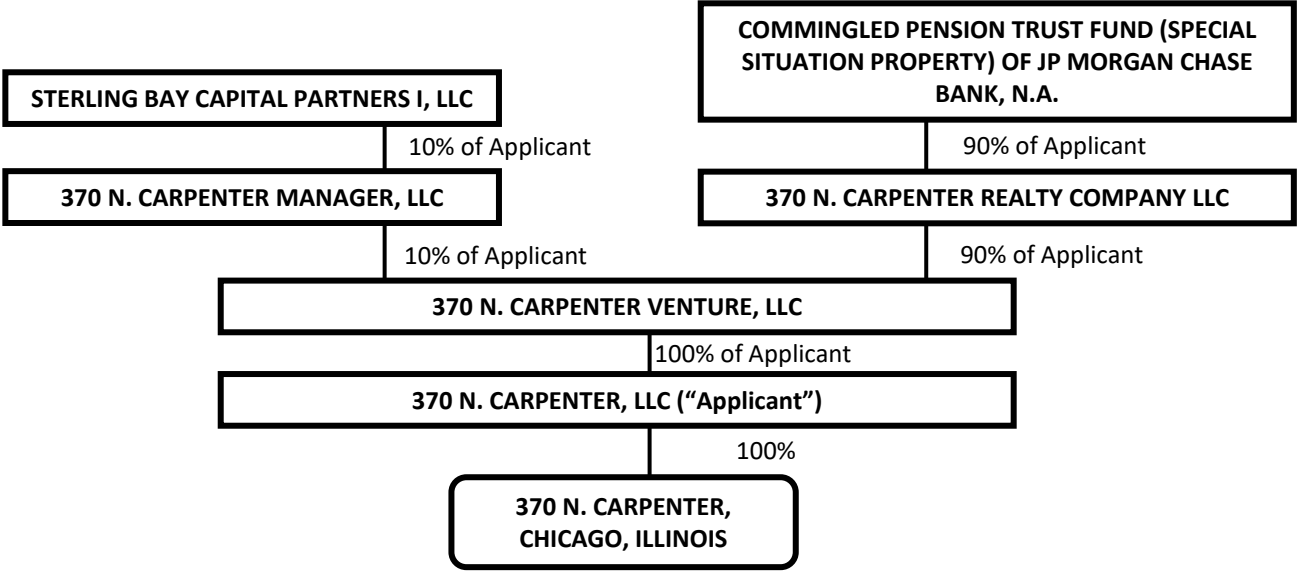 STERLING BAY CAPITAL PARTNERS I, LLC
COMMINGLED PENSION TRUST FUND (SPECIAL
SITUATION PROPERTY) OF JP MORGAN CHASE
BANK, N.A.
10% of Applicant
90% of Applicant
370 N. CARPENTER MANAGER, LLC
370 N. CARPENTER REALTY COMPANY LLC
10% of Applicant
90% of Applicant
370 N. CARPENTER VENTURE, LLC
100% of Applicant
370 N. CARPENTER, LLC (“Applicant”)
100%
370 N. CARPENTER,
CHICAGO, ILLINOIS